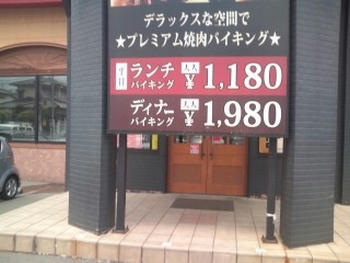 デラックスな空間で
★プレミアム焼肉バイキング★
平日 ランチバイキング 大人 ¥1,180
ディナーバイキング 大人 ¥1,980